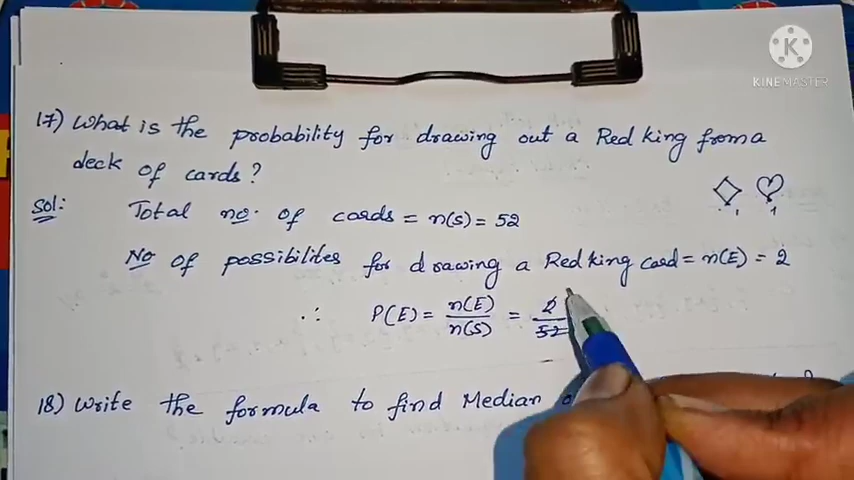 K
KINEMASTER
17) What is the probability for drawing out a Red king from a
deck of cards?
Sol: Total no. of cards = n(S) = 52
1 1
No of possibilites for drawing a Red king card = n(E) = 2
∴ P(E) = n(E)/n(S) = 2/52
18) Write the formula to find Median